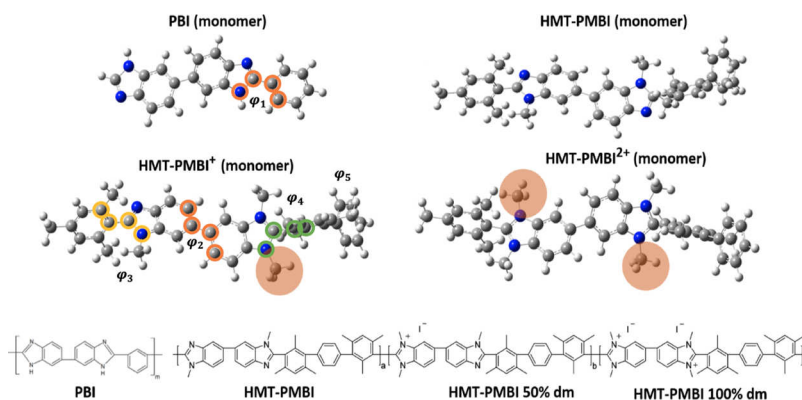 PBI (monomer)
HMT-PMBI (monomer)
φ1
HMT-PMBI+ (monomer)
HMT-PMBI2+ (monomer)
φ5
φ4
φ2
φ3
N
N
N
H
N
H
m
N
N
N
N
a
N
+
I-
N
N
N
b
N
+
I-
N
I-
N
N
+
PBI
HMT-PMBI
HMT-PMBI 50% dm
HMT-PMBI 100% dm